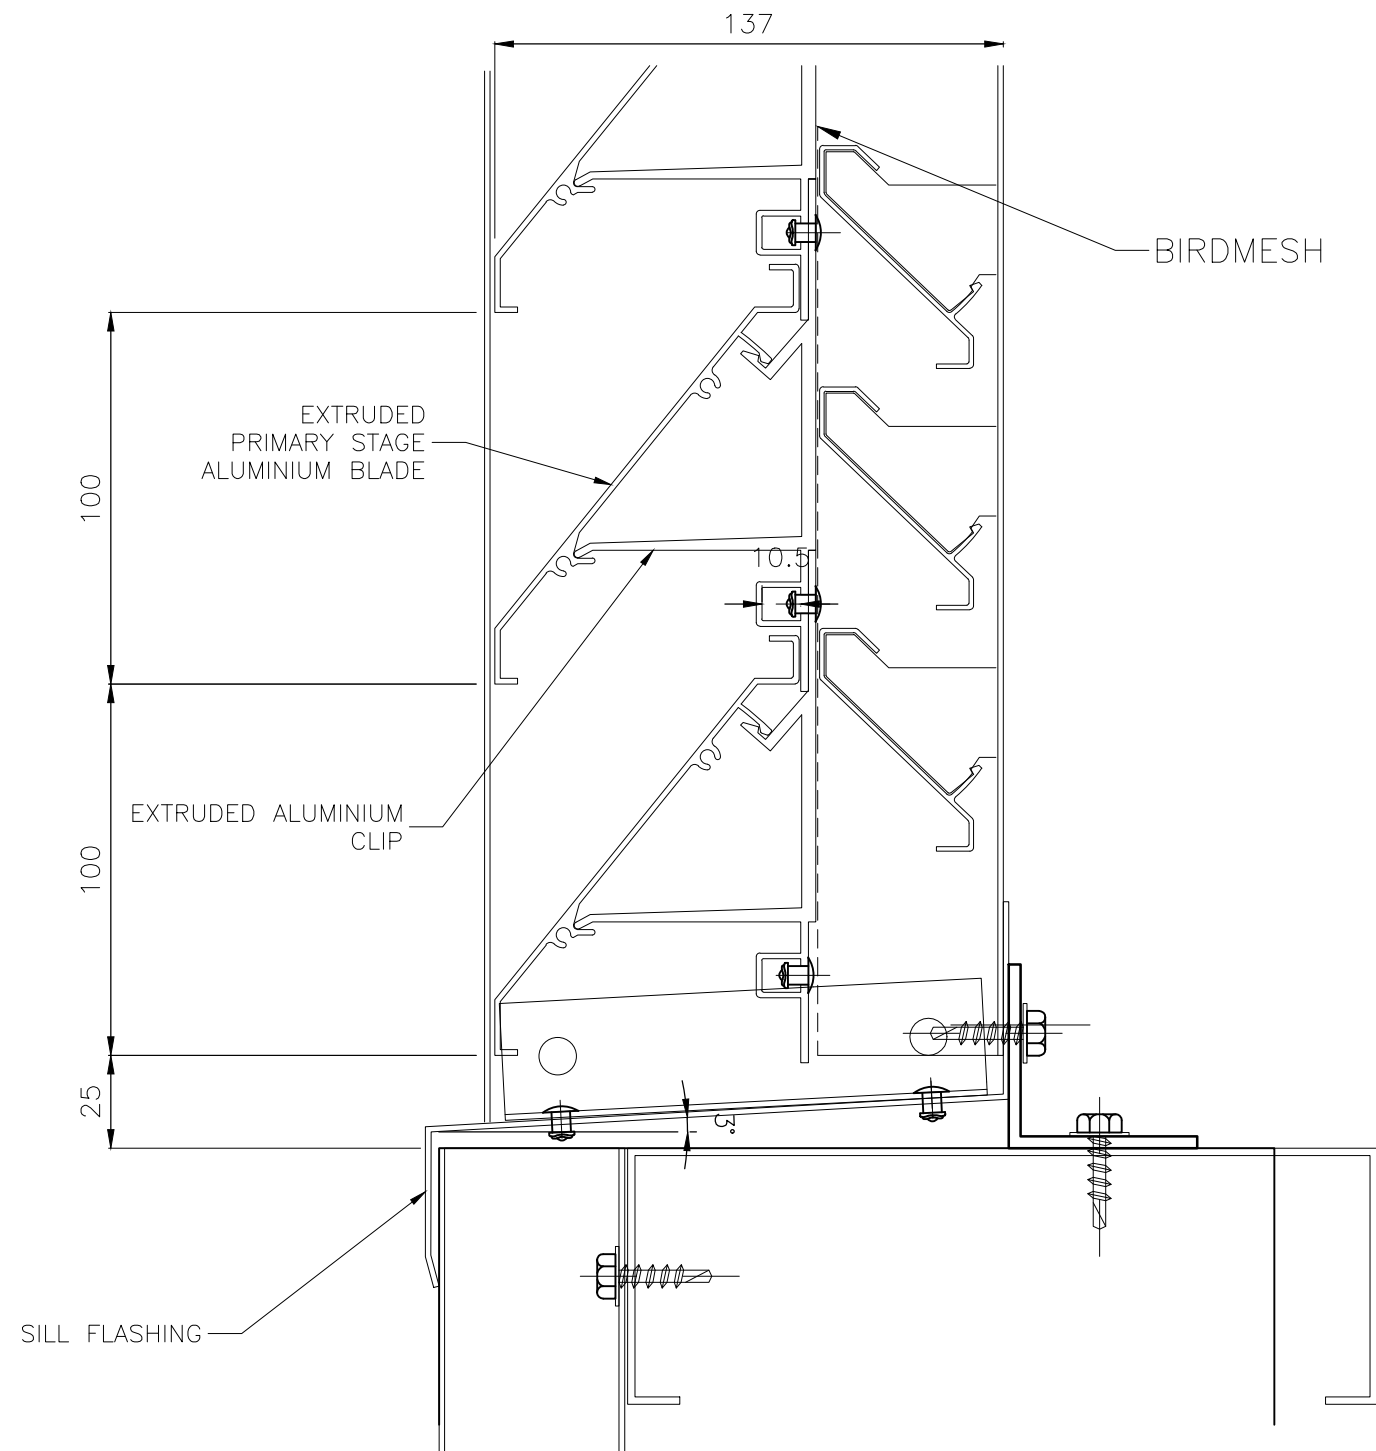 137
BIRDMESH
EXTRUDED
PRIMARY STAGE
ALUMINIUM BLADE
100
10.5
EXTRUDED ALUMINIUM
CLIP
100
25
3°
SILL FLASHING